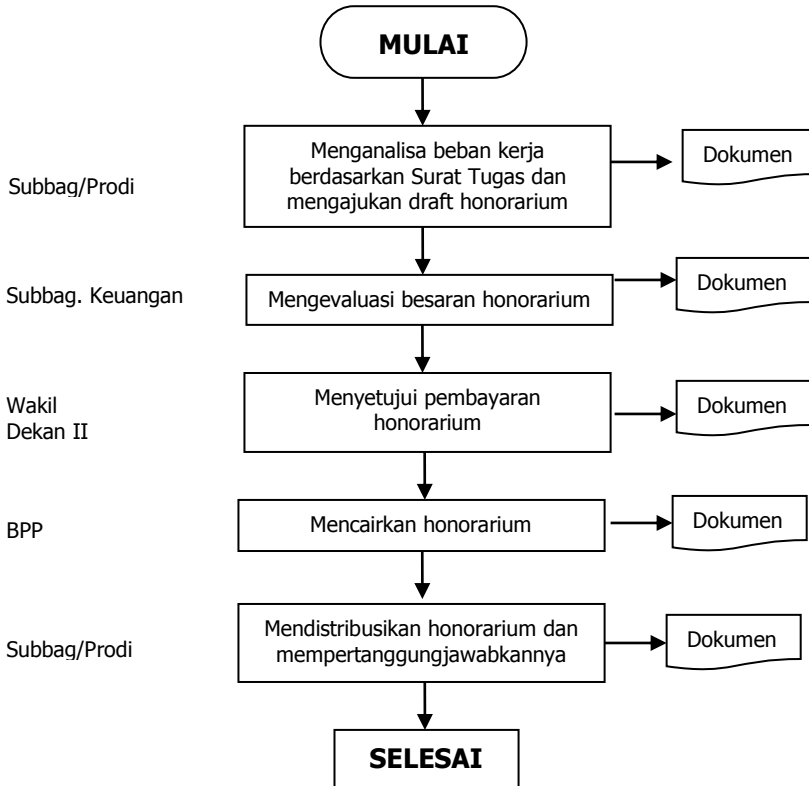 MULAI
Subbag/Prodi
Menganalisa beban kerja
berdasarkan Surat Tugas dan
mengajukan draft honorarium
Dokumen
Subbag. Keuangan
Mengevaluasi besaran honorarium
Dokumen
Wakil
Dekan II
Menyetujui pembayaran
honorarium
Dokumen
BPP
Mencairkan honorarium
Dokumen
Subbag/Prodi
Mendistribusikan honorarium dan
mempertanggungjawabkannya
Dokumen
SELESAI